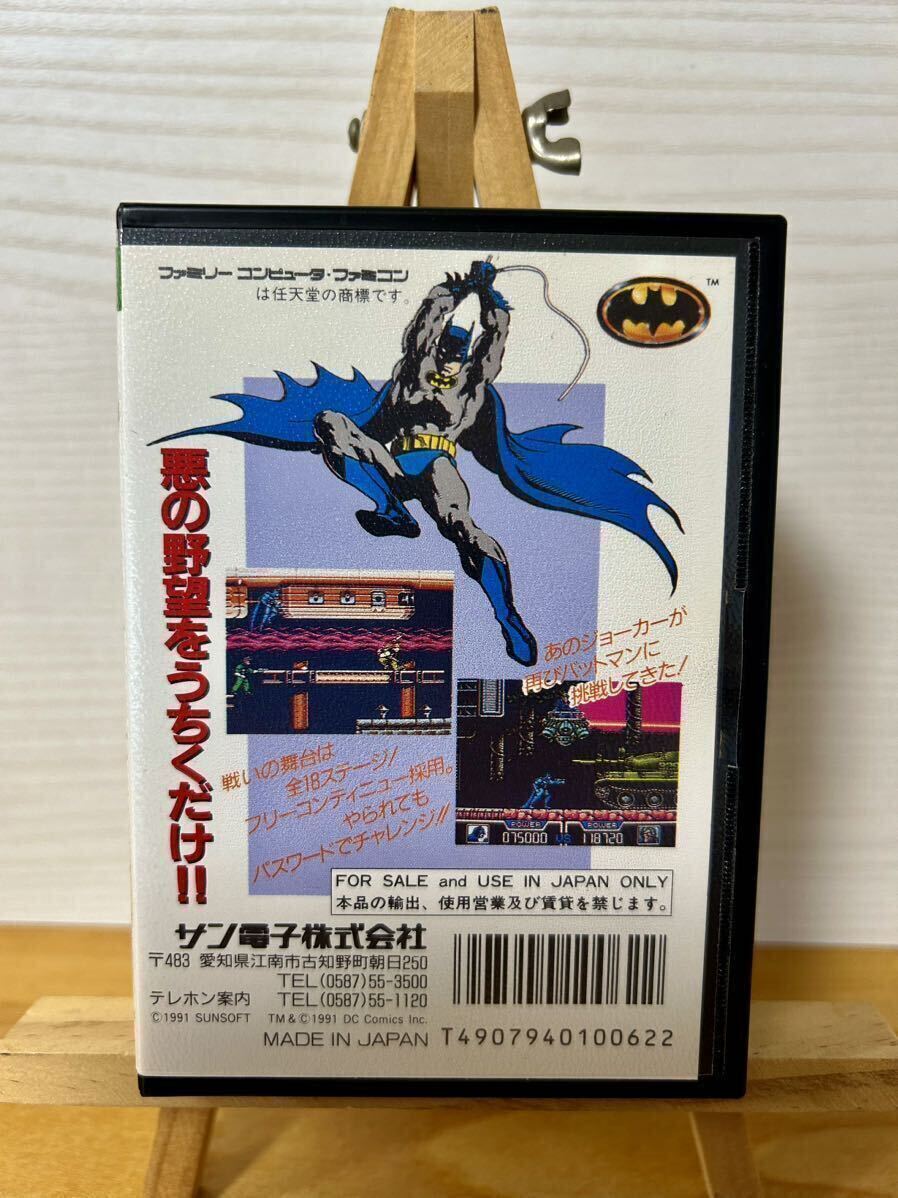 ファミリー コンピュータ・ファミコン
は任天堂の商標です。
TM
悪の野望をうちくだけ!!
あのジョーカーが
再びバットマンに
挑戦してきた!
戦いの舞台は
全18ステージ!
フリーコンティニュー採用。
やられても
パスワードでチャレンジ!!
POWER POWER
075000 VS 118720
FOR SALE and USE IN JAPAN ONLY
本品の輸出、使用営業及び賃貸を禁じます。
サン電子株式会社
〒483 愛知県江南市古知野町朝日250
TEL(0587)55-3500
テレホン案内 TEL(0587)55-1120
©1991 SUNSOFT TM & ©1991 DC Comics Inc.
MADE IN JAPAN T4907940100622